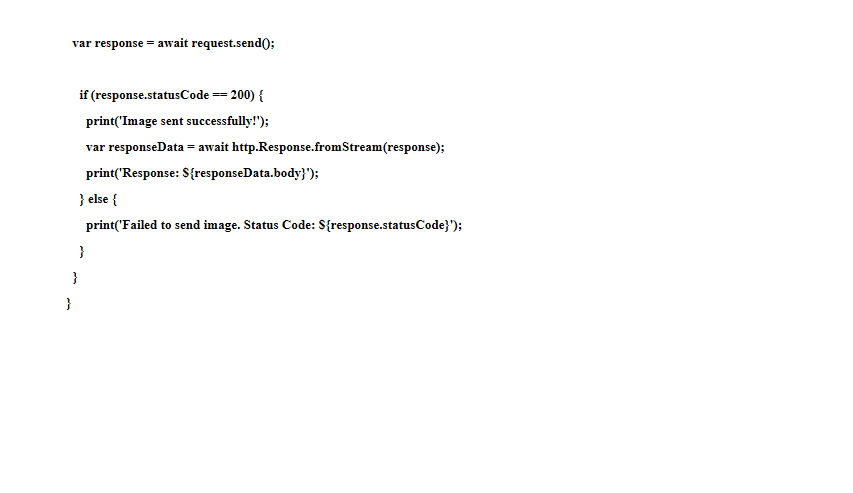 var response = await request.send();
if (response.statusCode == 200) {
print('Image sent successfully!');
var responseData = await http.Response.fromStream(response);
print('Response: ${responseData.body}');
} else {
print('Failed to send image. Status Code: ${response.statusCode}');
}
}
}